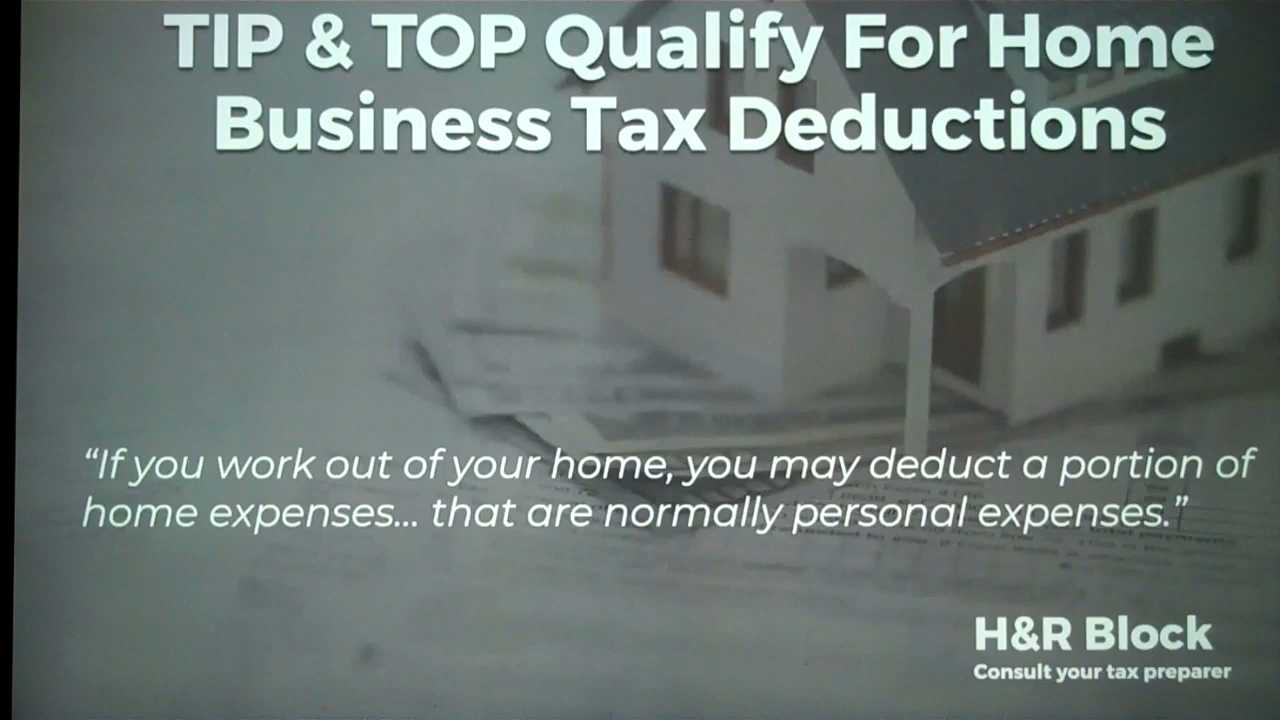 TIP & TOP Qualify For Home
Business Tax Deductions
“If you work out of your home, you may deduct a portion of
home expenses... that are normally personal expenses.”
H&R Block
Consult your tax preparer